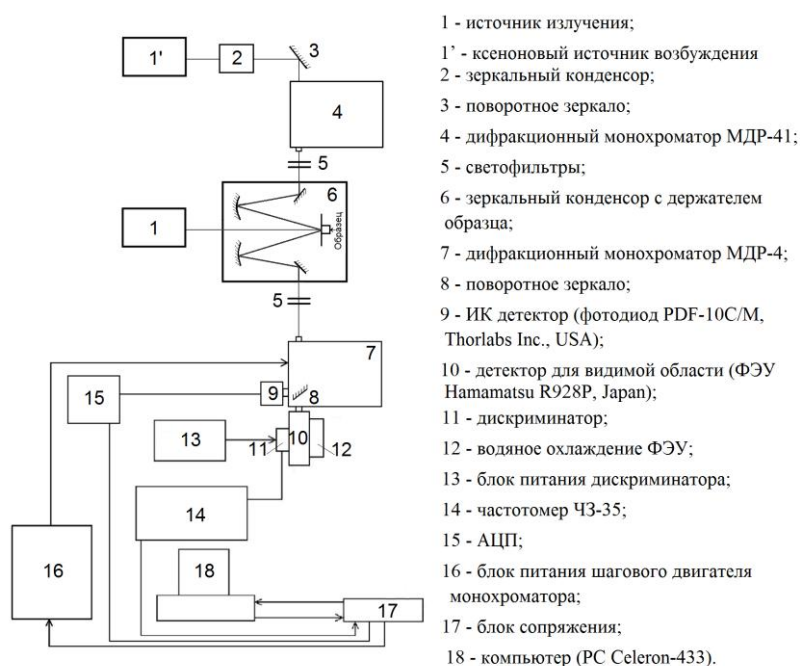 1'
2
3
4
5
6
Образец
1
5
7
9
8
15
13
11
10
12
14
16
18
17
1 - источник излучения;
1’ - ксеноновый источник возбуждения
2 - зеркальный конденсор;
3 - поворотное зеркало;
4 - дифракционный монохроматор МДР-41;
5 - светофильтры;
6 - зеркальный конденсор с держателем
образца;
7 - дифракционный монохроматор МДР-4;
8 - поворотное зеркало;
9 - ИК детектор (фотодиод PDF-10C/M,
Thorlabs Inc., USA);
10 - детектор для видимой области (ФЭУ
Hamamatsu R928P, Japan);
11 - дискриминатор;
12 - водяное охлаждение ФЭУ;
13 - блок питания дискриминатора;
14 - частотомер ЧЗ-35;
15 - АЦП;
16 - блок питания шагового двигателя
монохроматора;
17 - блок сопряжения;
18 - компьютер (PC Celeron-433).